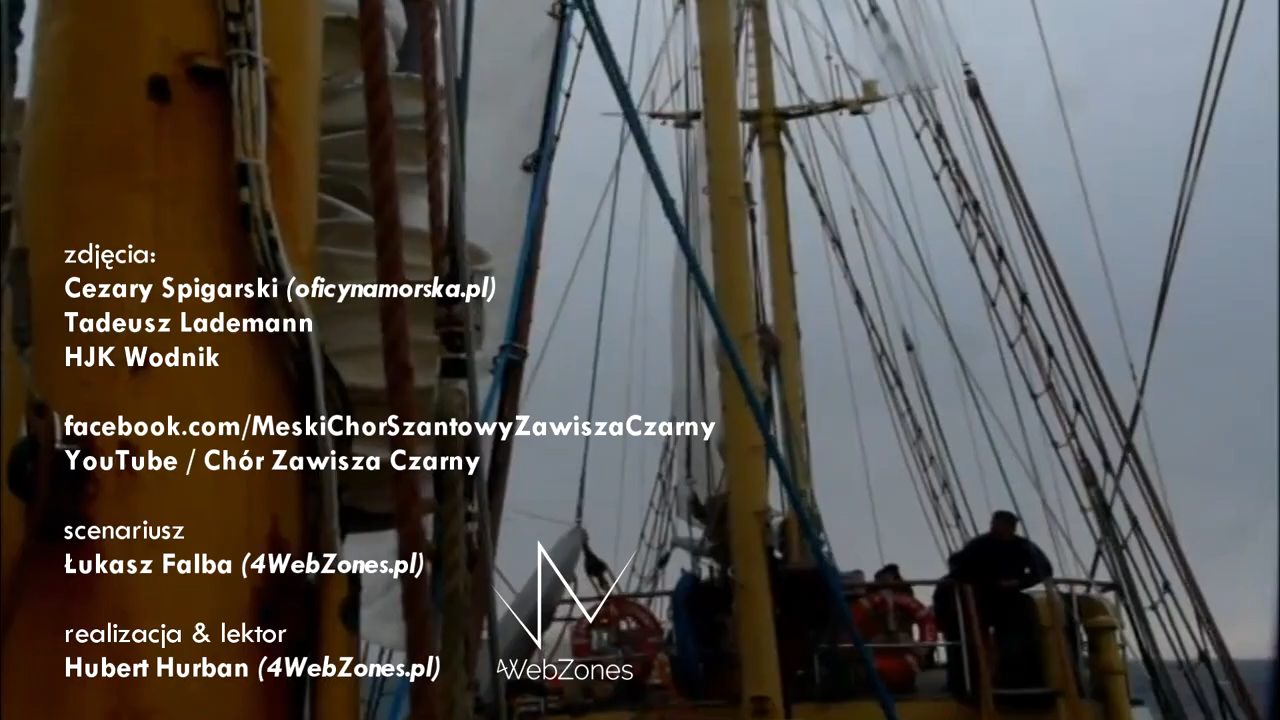 zdjęcia:
Cezary Spigarski (oficynamorska.pl)
Tadeusz Lademann
HJK Wodnik
facebook.com/MeskiChorSzantowyZawiszaCzarny
YouTube / Chór Zawisza Czarny
scenariusz
Łukasz Falba (4WebZones.pl)
realizacja & lektor
Hubert Hurban (4WebZones.pl)
4WebZones